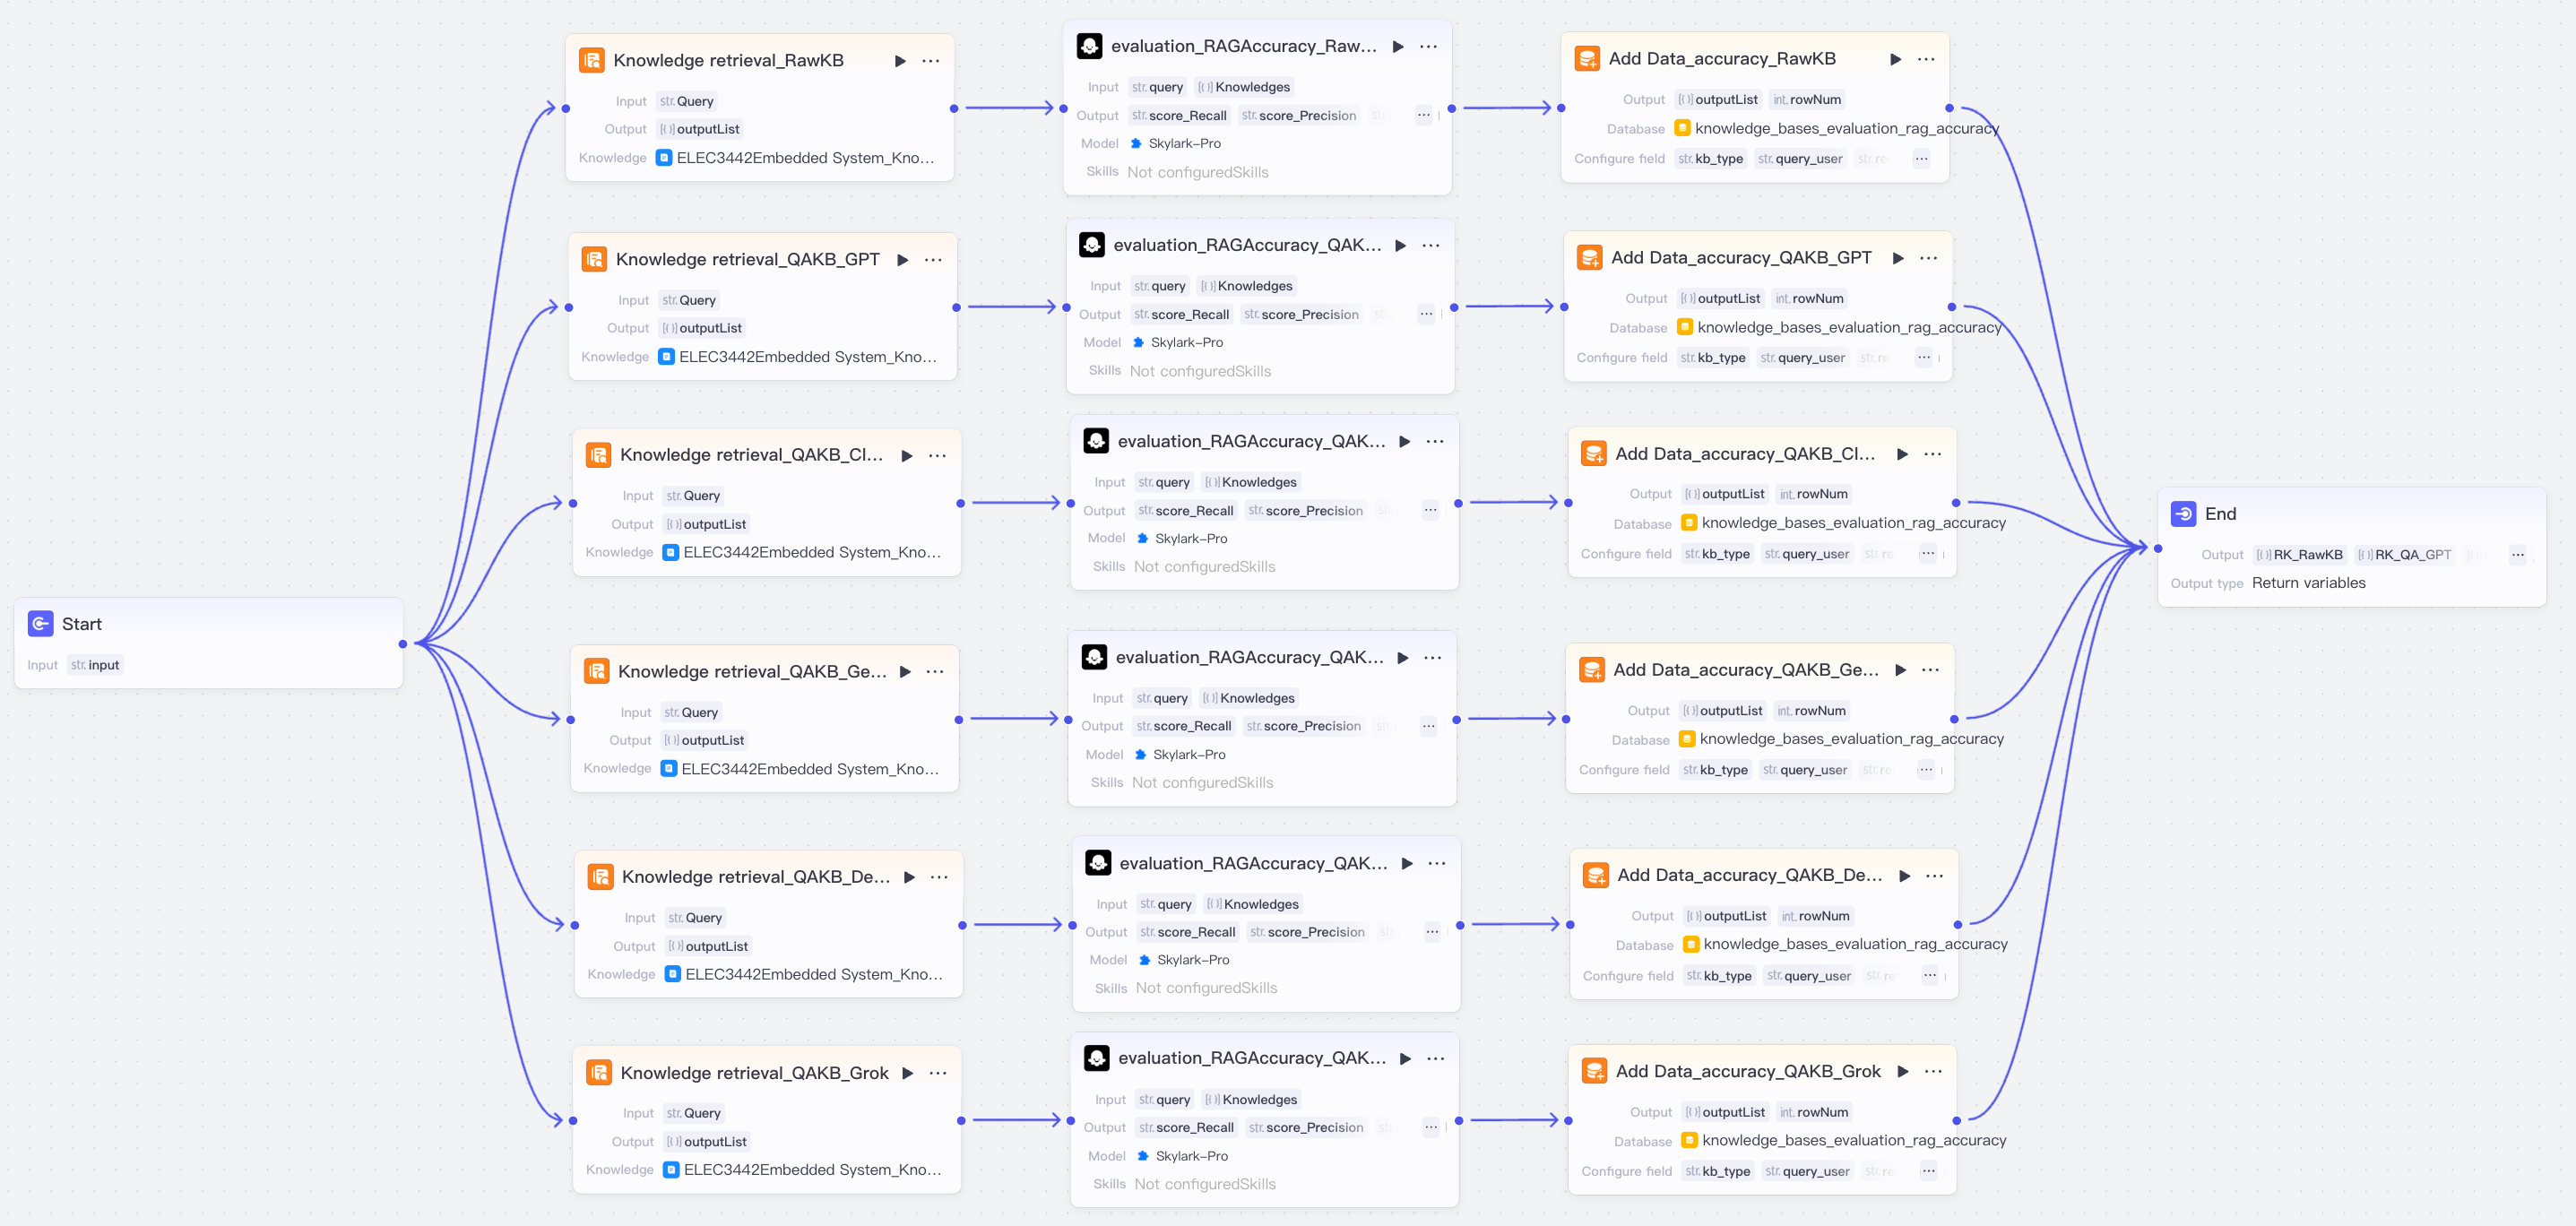 Start
Input str. input
Knowledge retrieval_RawKB
Input str. Query
Output [()] outputList
Knowledge ELEC3442Embedded System_Kno...
evaluation_RAGAccuracy_Raw...
Input str. query [()] Knowledges
Output str. score_Recall str. score_Precision ...
Model Skylark-Pro
Skills Not configuredSkills
Add Data_accuracy_RawKB
Output [()] outputList int. rowNum
Database knowledge_bases_evaluation_rag_accuracy
Configure field str. kb_type str. query_user str. re ...
Knowledge retrieval_QAKB_GPT
Input str. Query
Output [()] outputList
Knowledge ELEC3442Embedded System_Kno...
evaluation_RAGAccuracy_QAK...
Input str. query [()] Knowledges
Output str. score_Recall str. score_Precision ...
Model Skylark-Pro
Skills Not configuredSkills
Add Data_accuracy_QAKB_GPT
Output [()] outputList int. rowNum
Database knowledge_bases_evaluation_rag_accuracy
Configure field str. kb_type str. query_user str. re ...
Knowledge retrieval_QAKB_Cl...
Input str. Query
Output [()] outputList
Knowledge ELEC3442Embedded System_Kno...
evaluation_RAGAccuracy_QAK...
Input str. query [()] Knowledges
Output str. score_Recall str. score_Precision ...
Model Skylark-Pro
Skills Not configuredSkills
Add Data_accuracy_QAKB_Cl...
Output [()] outputList int. rowNum
Database knowledge_bases_evaluation_rag_accuracy
Configure field str. kb_type str. query_user str. re ...
Knowledge retrieval_QAKB_Ge...
Input str. Query
Output [()] outputList
Knowledge ELEC3442Embedded System_Kno...
evaluation_RAGAccuracy_QAK...
Input str. query [()] Knowledges
Output str. score_Recall str. score_Precision ...
Model Skylark-Pro
Skills Not configuredSkills
Add Data_accuracy_QAKB_Ge...
Output [()] outputList int. rowNum
Database knowledge_bases_evaluation_rag_accuracy
Configure field str. kb_type str. query_user str. re ...
Knowledge retrieval_QAKB_De...
Input str. Query
Output [()] outputList
Knowledge ELEC3442Embedded System_Kno...
evaluation_RAGAccuracy_QAK...
Input str. query [()] Knowledges
Output str. score_Recall str. score_Precision ...
Model Skylark-Pro
Skills Not configuredSkills
Add Data_accuracy_QAKB_De...
Output [()] outputList int. rowNum
Database knowledge_bases_evaluation_rag_accuracy
Configure field str. kb_type str. query_user str. re ...
Knowledge retrieval_QAKB_Grok
Input str. Query
Output [()] outputList
Knowledge ELEC3442Embedded System_Kno...
evaluation_RAGAccuracy_QAK...
Input str. query [()] Knowledges
Output str. score_Recall str. score_Precision ...
Model Skylark-Pro
Skills Not configuredSkills
Add Data_accuracy_QAKB_Grok
Output [()] outputList int. rowNum
Database knowledge_bases_evaluation_rag_accuracy
Configure field str. kb_type str. query_user str. re ...
End
Output [()] RK_RawKB [()] RK_QA_GPT ...
Output type Return variables